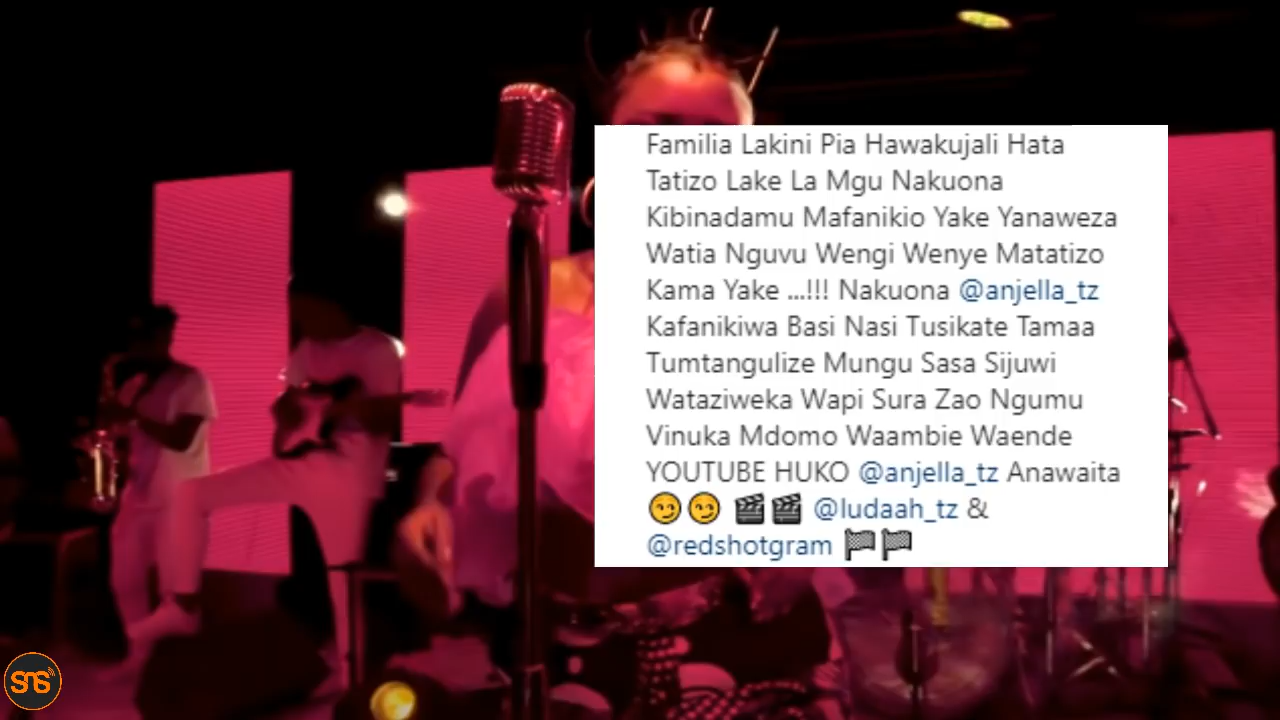 Familia Lakini Pia Hawakujali Hata
Tatizo Lake La Mgu Nakuona
Kibinadamu Mafanikio Yake Yanaweza
Watia Nguvu Wengi Wenye Matatizo
Kama Yake ...!!! Nakuona @anjella_tz
Kafanikiwa Basi Nasi Tusikate Tamaa
Tumtangulize Mungu Sasa Sijuwi
Wataziweka Wapi Sura Zao Ngumu
Vinuka Mdomo Waambie Waende
YOUTUBE HUKO @anjella_tz Anawaita
😏😏 🎬🎬 @ludaah_tz &
@redshotgram 🏁🏁
SNS